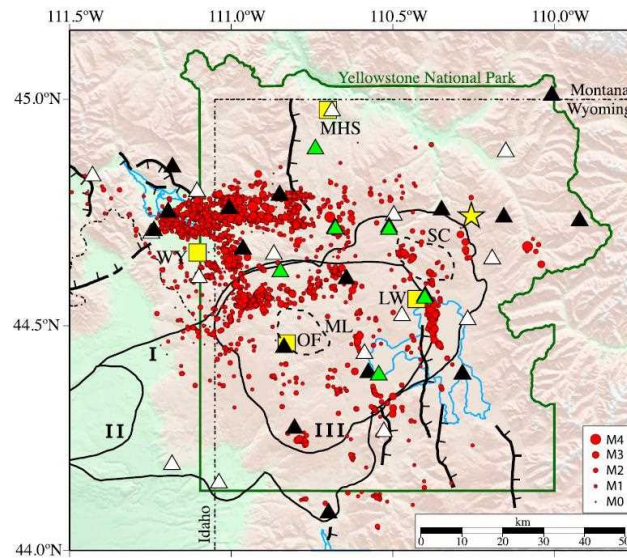 111.5°W
111.0°W
110.5°W
110.0°W
Yellowstone National Park
45.0°N
Montana
Wyoming
MHS
SC
WY
LW
44.5°N
ML
OF
I
II
III
M4
M3
M2
M1
M0
Idaho
km
0 10 20 30 40 50
44.0°N